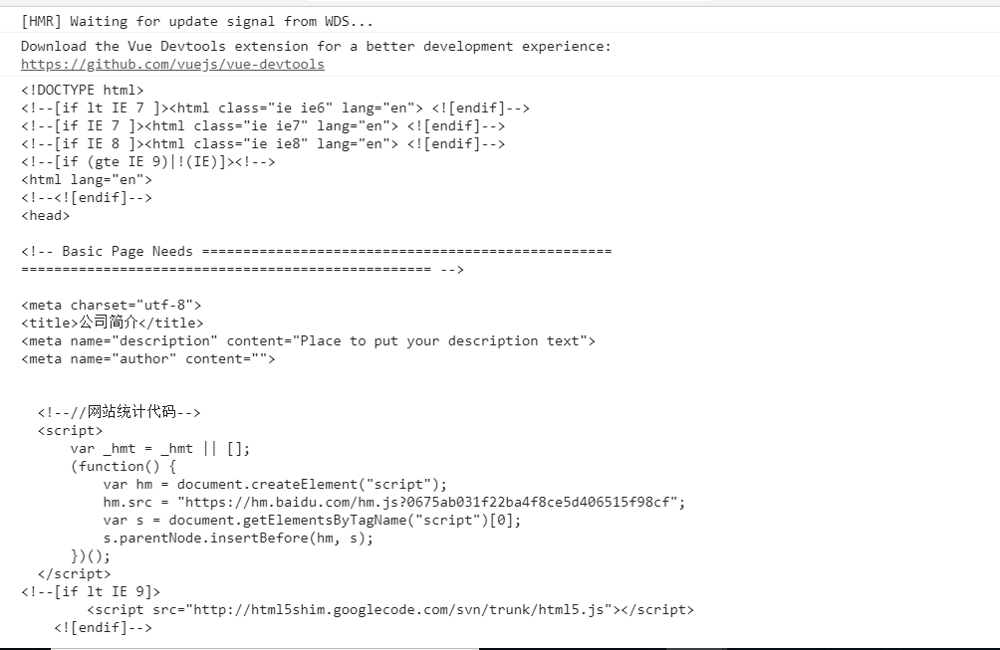 [HMR] Waiting for update signal from WDS...
Download the Vue Devtools extension for a better development experience:
https://github.com/vuejs/vue-devtools
<!DOCTYPE html>
<!--[if lt IE 7 ]><html class="ie ie6" lang="en"> <![endif]-->
<!--[if IE 7 ]><html class="ie ie7" lang="en"> <![endif]-->
<!--[if IE 8 ]><html class="ie ie8" lang="en"> <![endif]-->
<!--[if (gte IE 9)|!(IE)]><!-->
<html lang="en">
<!--<![endif]-->
<head>
<!-- Basic Page Needs ==================================================
================================================== -->
<meta charset="utf-8">
<title>公司简介</title>
<meta name="description" content="Place to put your description text">
<meta name="author" content="">
<!--//网站统计代码-->
<script>
var _hmt = _hmt || [];
(function() {
var hm = document.createElement("script");
hm.src = "https://hm.baidu.com/hm.js?0675ab031f22ba4f8ce5d406515f98cf";
var s = document.getElementsByTagName("script")[0];
s.parentNode.insertBefore(hm, s);
})();
</script>
<!--[if lt IE 9]>
<script src="http://html5shim.googlecode.com/svn/trunk/html5.js"></script>
<![endif]-->